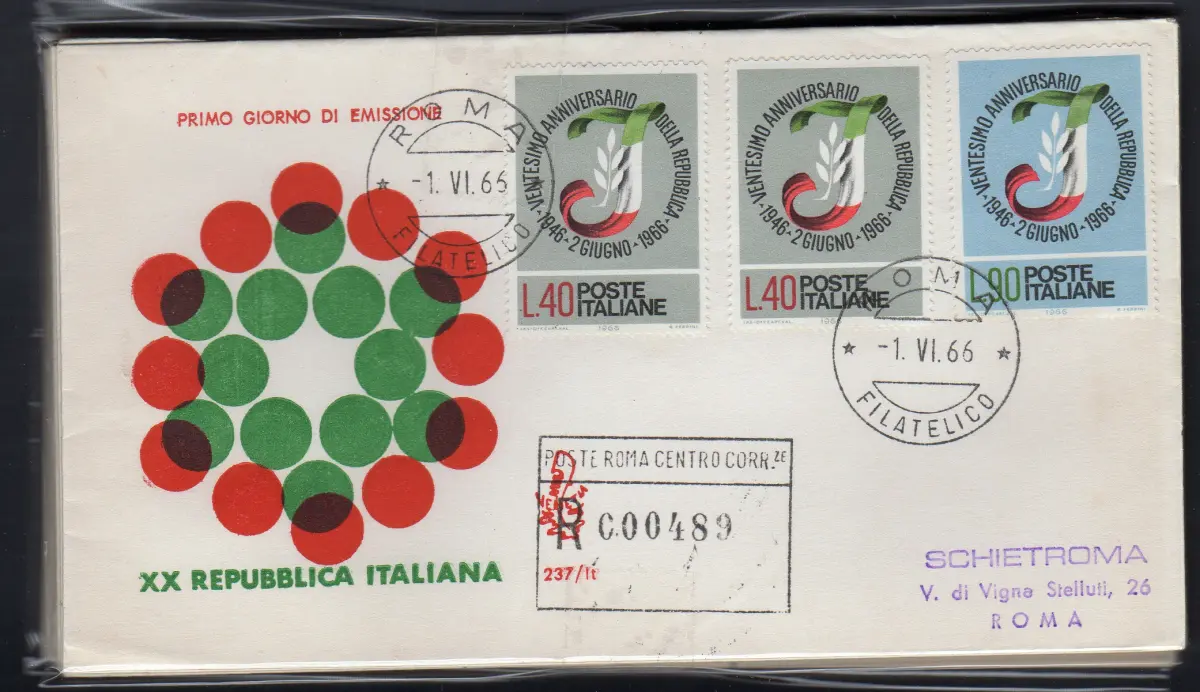 PRIMO GIORNO DI EMISSIONE
ROMA
-1. VI. 66
FILATELICO
VENTESIMO ANNIVERSARIO DELLA REPUBBLICA
1946 - 2 GIUGNO - 1966
L.40 POSTE ITALIANE
VENTESIMO ANNIVERSARIO DELLA REPUBBLICA
1946 - 2 GIUGNO - 1966
L.40 POSTE ITALIANE
VENTESIMO ANNIVERSARIO DELLA REPUBBLICA
1946 - 2 GIUGNO - 1966
L.90 POSTE ITALIANE
1966
ROMA
-1. VI. 66
FILATELICO
XX REPUBBLICA ITALIANA
POSTE ROMA CENTRO CORR.ZE
R C.00489
237/It
SCHIETROMA
V. di Vigna Stelluti, 26
ROMA